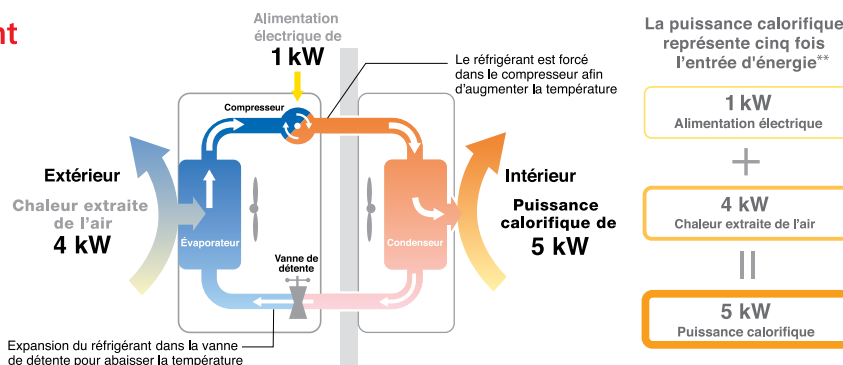 nt
Alimentation
électrique de
1 kW
Le réfrigérant est forcé
dans le compresseur afin
d'augmenter la température
Compresseur
Extérieur
Chaleur extraite
de l'air
4 kW
Évaporateur
Vanne de
détente
Condenseur
Intérieur
Puissance
calorifique de
5 kW
Expansion du réfrigérant dans la vanne
de détente pour abaisser la température
La puissance calorifique
représente cinq fois
l'entrée d'énergie**
1 kW
Alimentation électrique
+
4 kW
Chaleur extraite de l'air
=
5 kW
Puissance calorifique